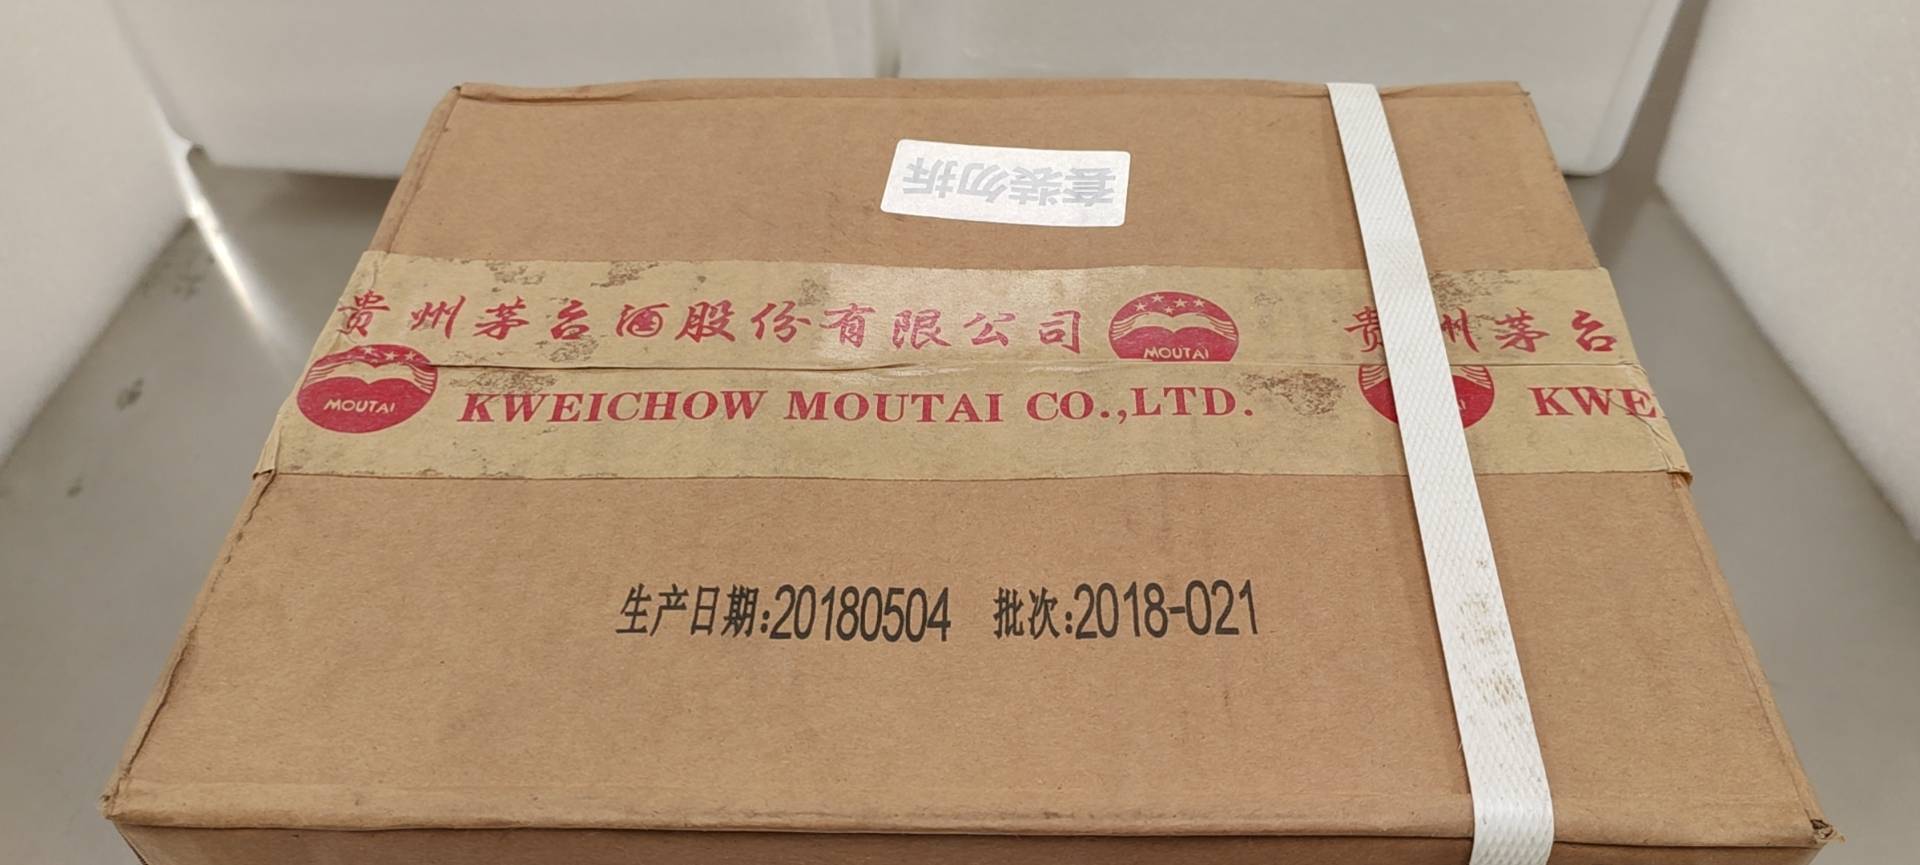 套装勿拆
贵州茅台酒股份有限公司 MOUTAI 贵州茅台
MOUTAI KWEICHOW MOUTAI CO.,LTD. KWE
生产日期:20180504 批次:2018-021